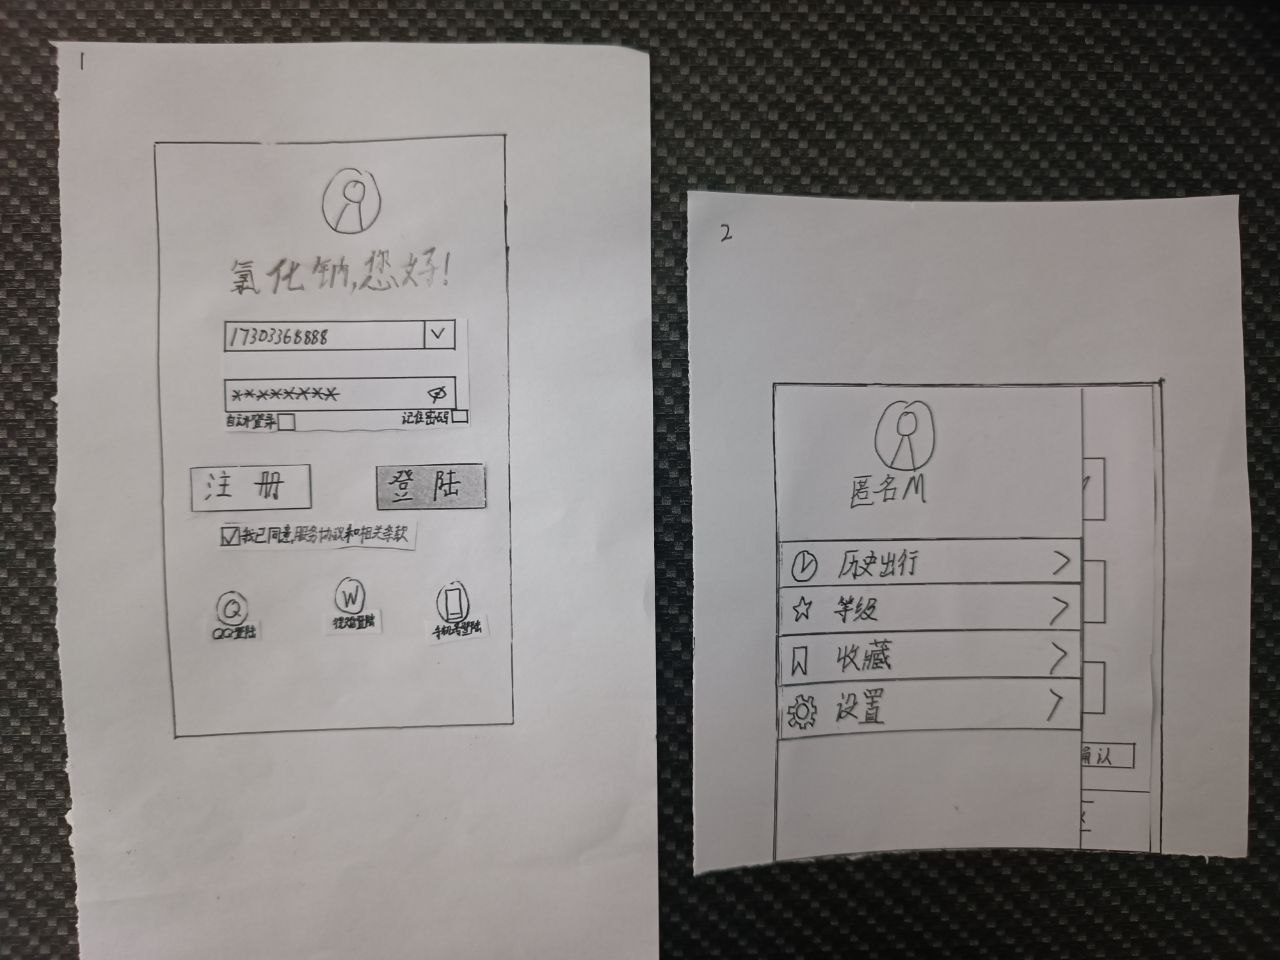 1
氯化钠,您好!
17303368888
********
自动登录
记住密码
注册
登陆
我已同意服务协议和相关条款
Q
W
QQ登陆
微信登陆
手机号登陆
2
匿名M
历史出行
等级
收藏
设置
确认